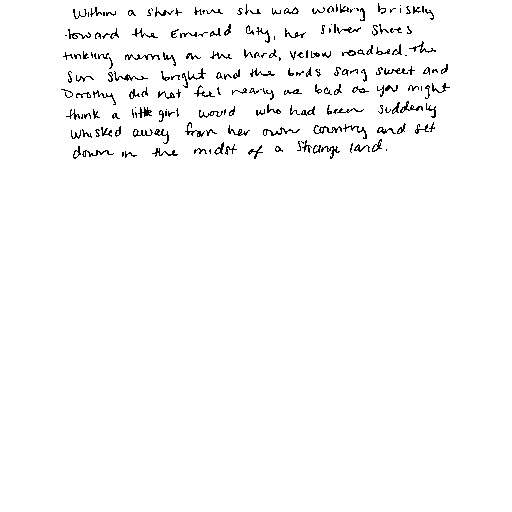 Within a short time she was walking briskly
toward the Emerald City, her Silver Shoes
tinkling merrily on the hard, yellow roadbed. The
sun shone bright and the birds sang sweet and
Dorothy did not feel nearly as bad as you might
think a little girl would who had been suddenly
whisked away from her own country and set
down in the midst of a strange land.